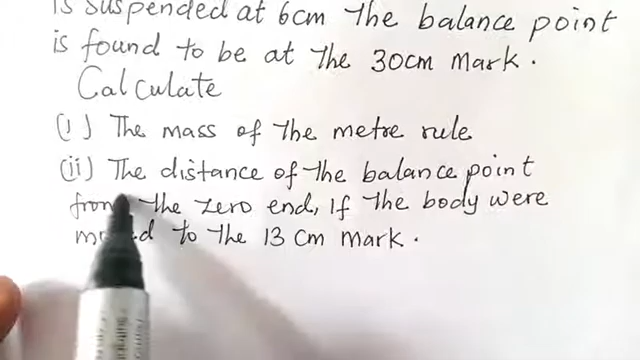 is suspended at 6cm the balance point
is found to be at the 30cm mark.
Calculate
(i) The mass of the metre rule
(ii) The distance of the balance point
from the zero end, If the body were
moved to the 13 cm mark.